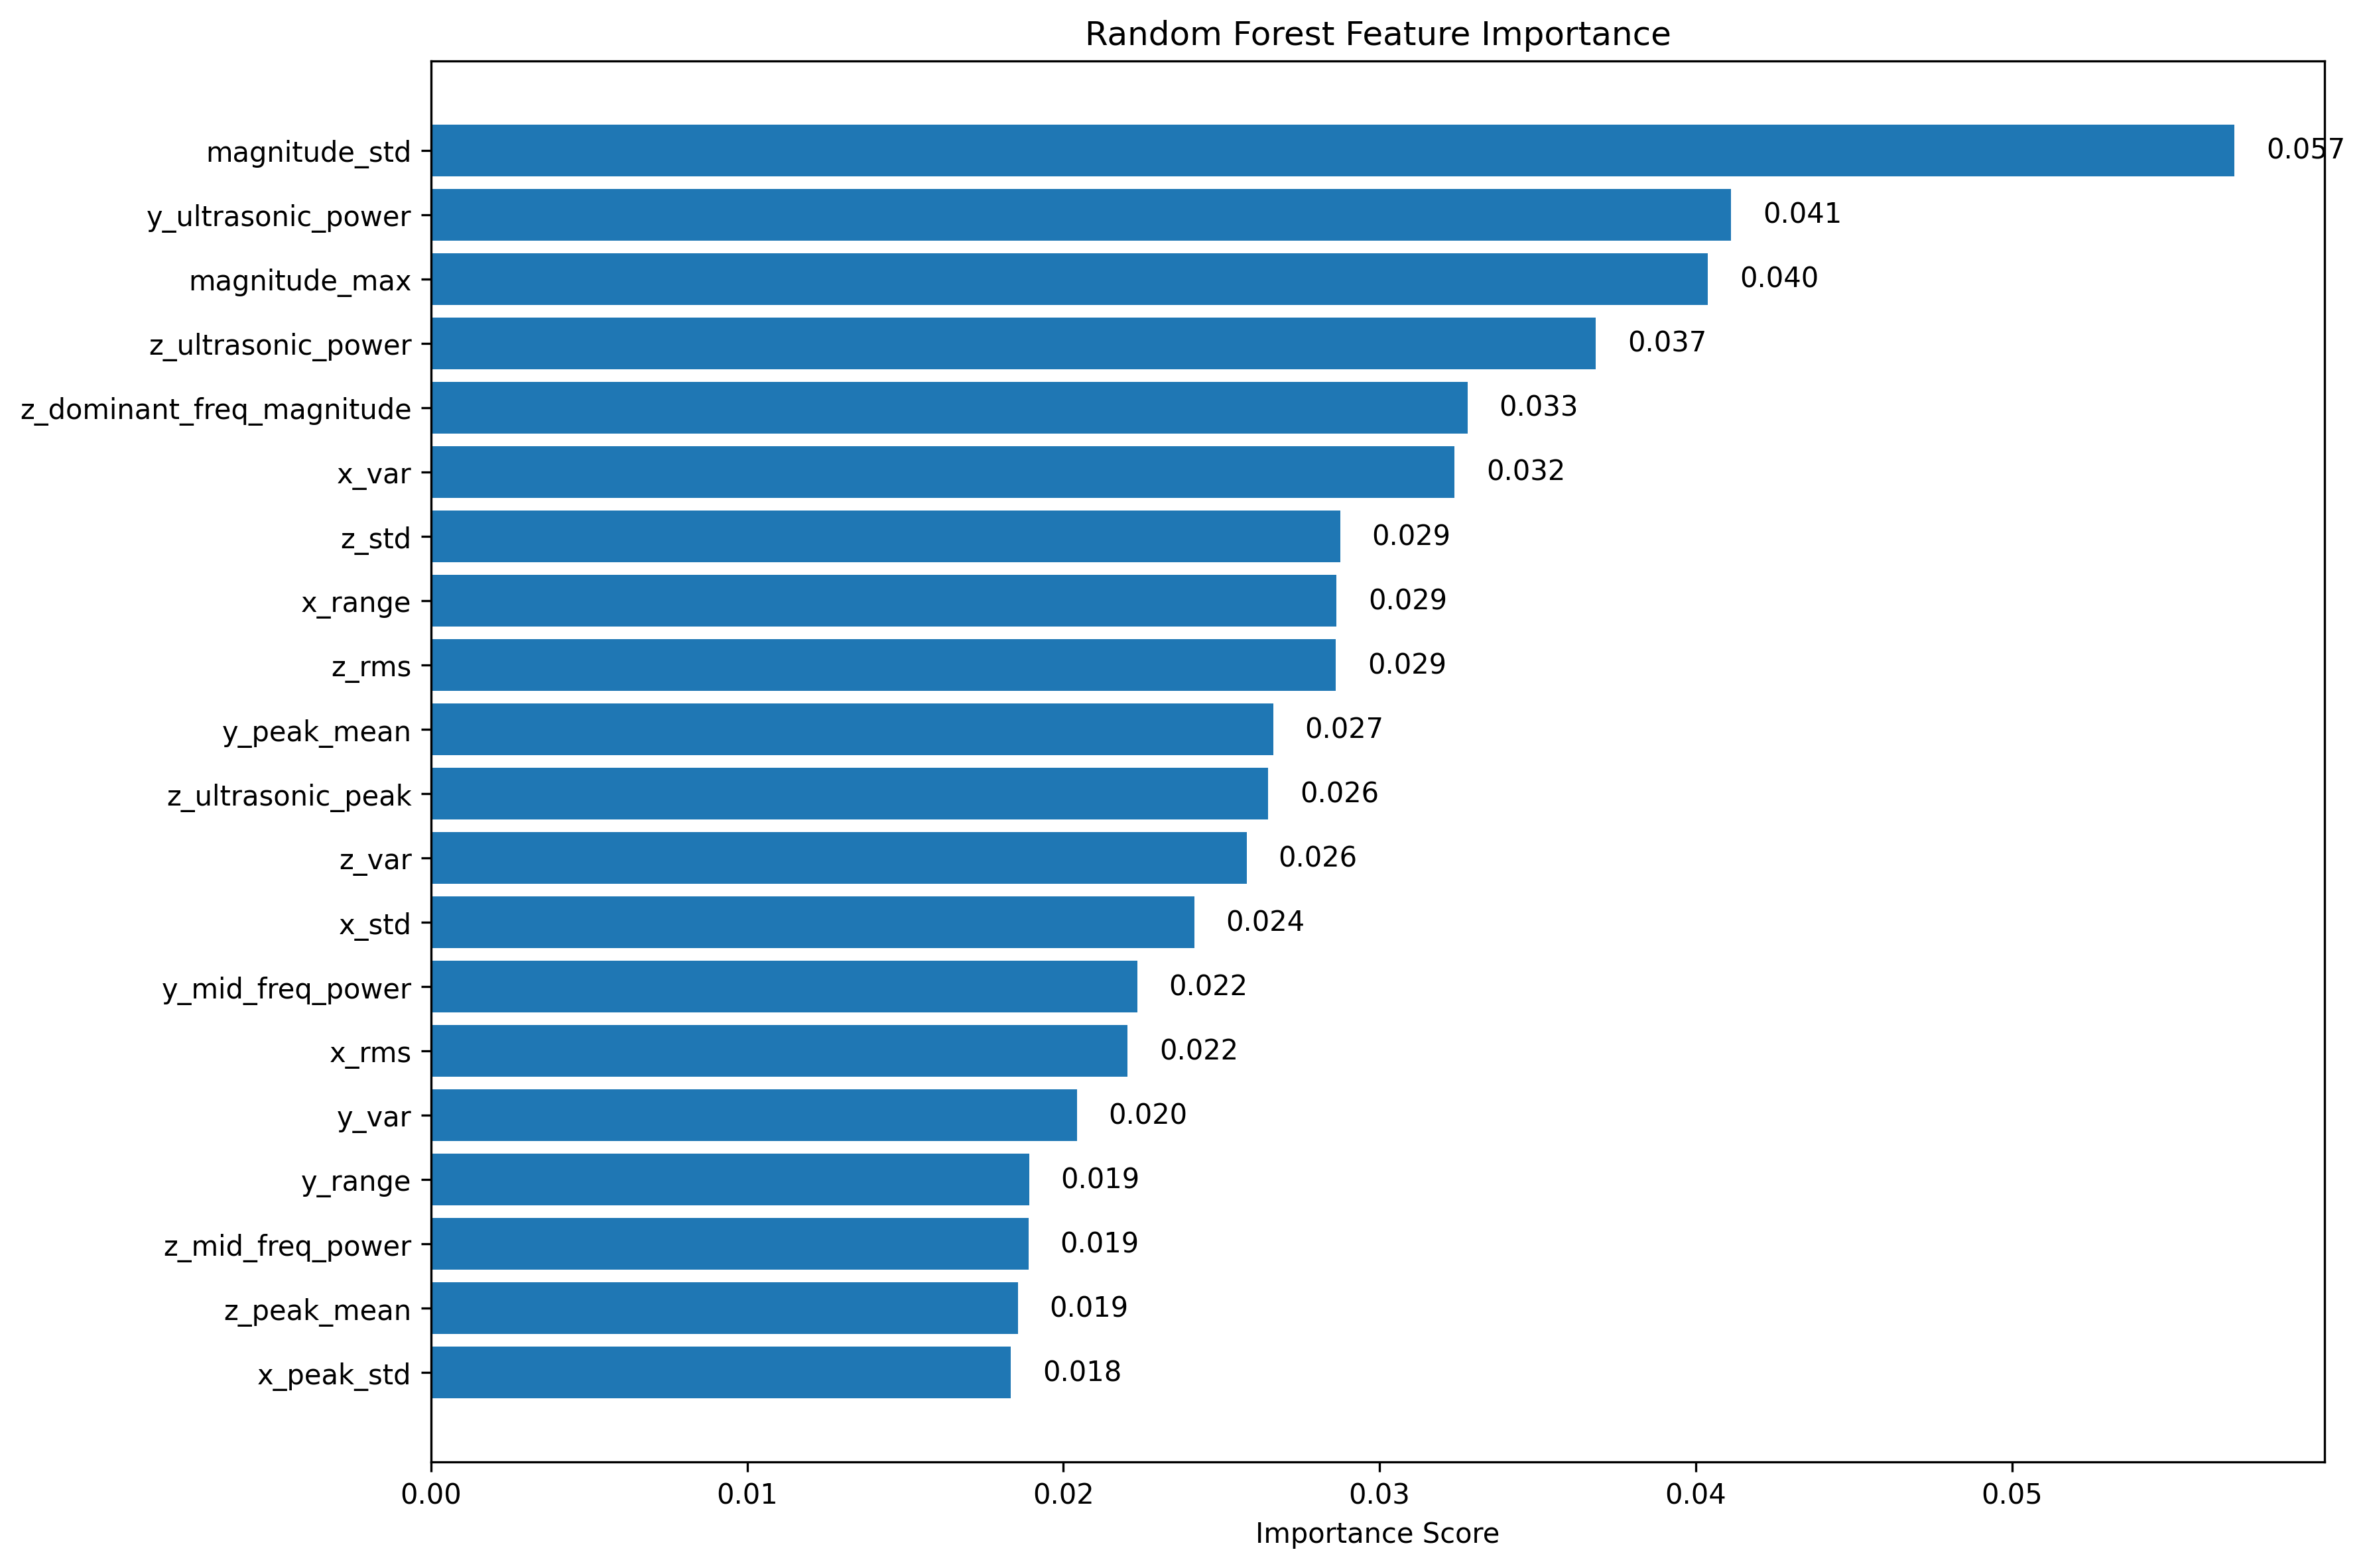 Random Forest Feature Importance
magnitude_std 0.057
y_ultrasonic_power 0.041
magnitude_max 0.040
z_ultrasonic_power 0.037
z_dominant_freq_magnitude 0.033
x_var 0.032
z_std 0.029
x_range 0.029
z_rms 0.029
y_peak_mean 0.027
z_ultrasonic_peak 0.026
z_var 0.026
x_std 0.024
y_mid_freq_power 0.022
x_rms 0.022
y_var 0.020
y_range 0.019
z_mid_freq_power 0.019
z_peak_mean 0.019
x_peak_std 0.018
0.00 0.01 0.02 0.03 0.04 0.05
Importance Score